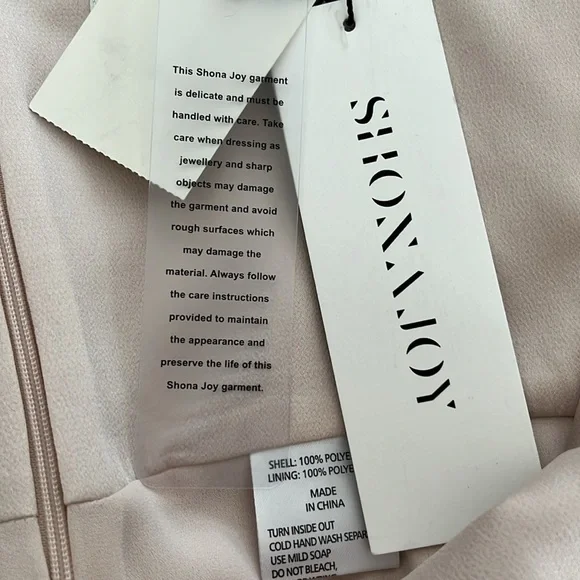 This Shona Joy garment
is delicate and must be
handled with care. Take
care when dressing as
jewellery and sharp
objects may damage
the garment and avoid
rough surfaces which
may damage the
material. Always follow
the care instructions
provided to maintain
the appearance and
preserve the life of this
Shona Joy garment.
SHONA JOY
SHELL: 100% POLYE
LINING: 100% POLYE
MADE
IN CHINA
TURN INSIDE OUT
COLD HAND WASH SEPAR
USE MILD SOAP
DO NOT BLEACH,